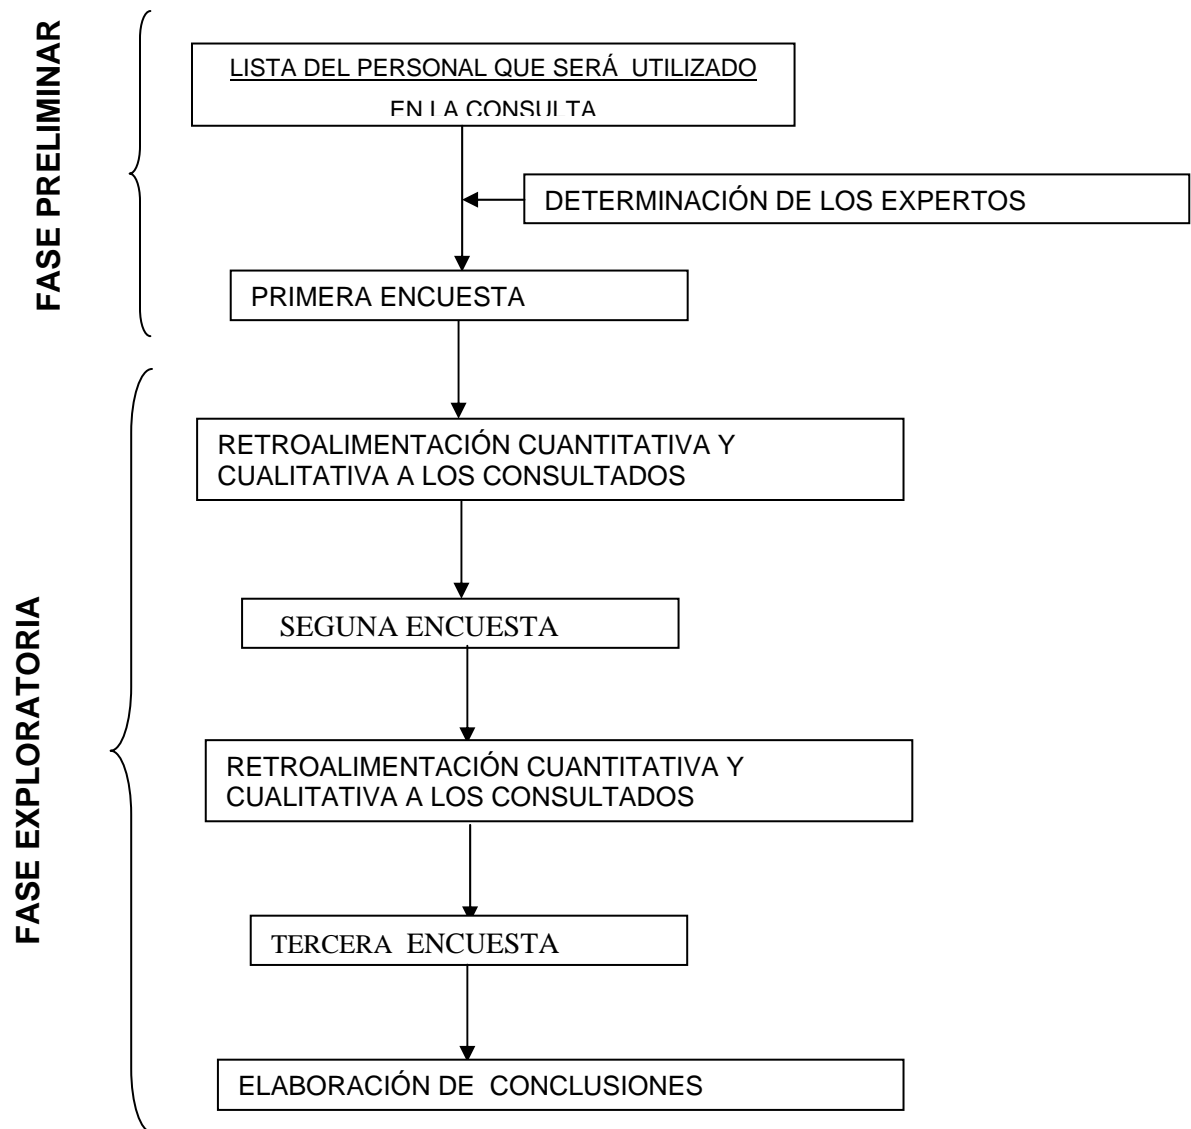 FASE PRELIMINAR
LISTA DEL PERSONAL QUE SERÁ UTILIZADO
EN LA CONSULTA
DETERMINACIÓN DE LOS EXPERTOS
PRIMERA ENCUESTA
FASE EXPLORATORIA
RETROALIMENTACIÓN CUANTITATIVA Y
CUALITATIVA A LOS CONSULTADOS
SEGUNA ENCUESTA
RETROALIMENTACIÓN CUANTITATIVA Y
CUALITATIVA A LOS CONSULTADOS
TERCERA ENCUESTA
ELABORACIÓN DE CONCLUSIONES